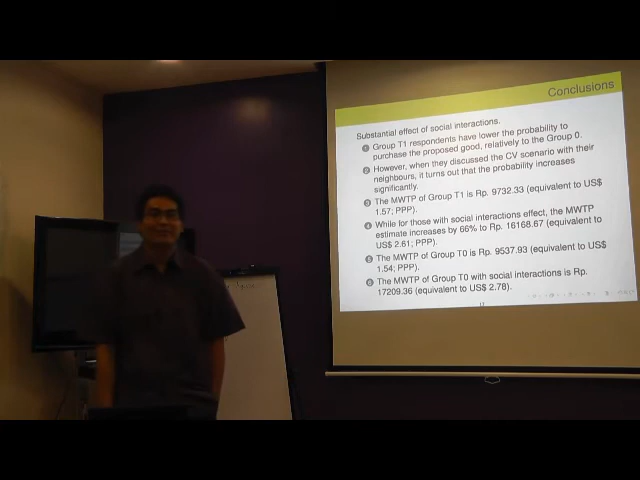 Conclusions
Substantial effect of social interactions.
1 Group T1 respondents have lower the probability to
purchase the proposed good, relatively to the Group 0.
2 However, when they discussed the CV scenario with their
neighbours, it turns out that the probability increases
significantly.
3 The MWTP of Group T1 is Rp. 9732.33 (equivalent to US$
1.57; PPP).
4 While for those with social interactions effect, the MWTP
estimate increases by 66% to Rp. 16168.67 (equivalent to
US$ 2.61; PPP).
5 The MWTP of Group T0 is Rp. 9537.93 (equivalent to US$
1.54; PPP).
6 The MWTP of Group T0 with social interactions is Rp.
17209.36 (equivalent to US$ 2.78).